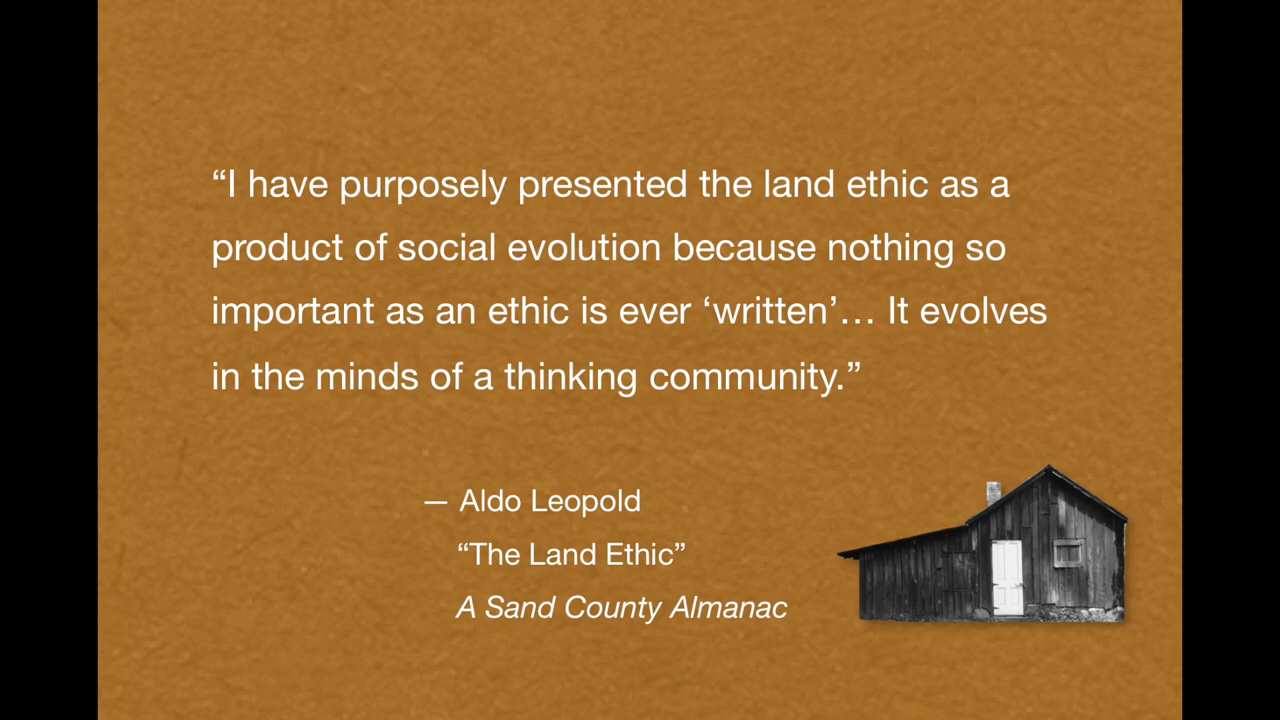 “I have purposely presented the land ethic as a
product of social evolution because nothing so
important as an ethic is ever ‘written’… It evolves
in the minds of a thinking community.”
— Aldo Leopold
“The Land Ethic”
A Sand County Almanac